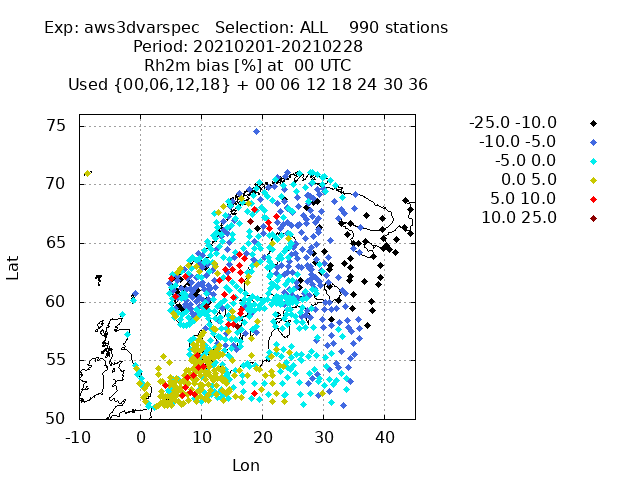 Exp: aws3dvarspec Selection: ALL 990 stations
Period: 20210201-20210228
Rh2m bias [%] at 00 UTC
Used {00,06,12,18} + 00 06 12 18 24 30 36
-25.0 -10.0
-10.0 -5.0
-5.0 0.0
0.0 5.0
5.0 10.0
10.0 25.0
75
70
65
60
55
50
Lat
-10 0 10 20 30 40
Lon